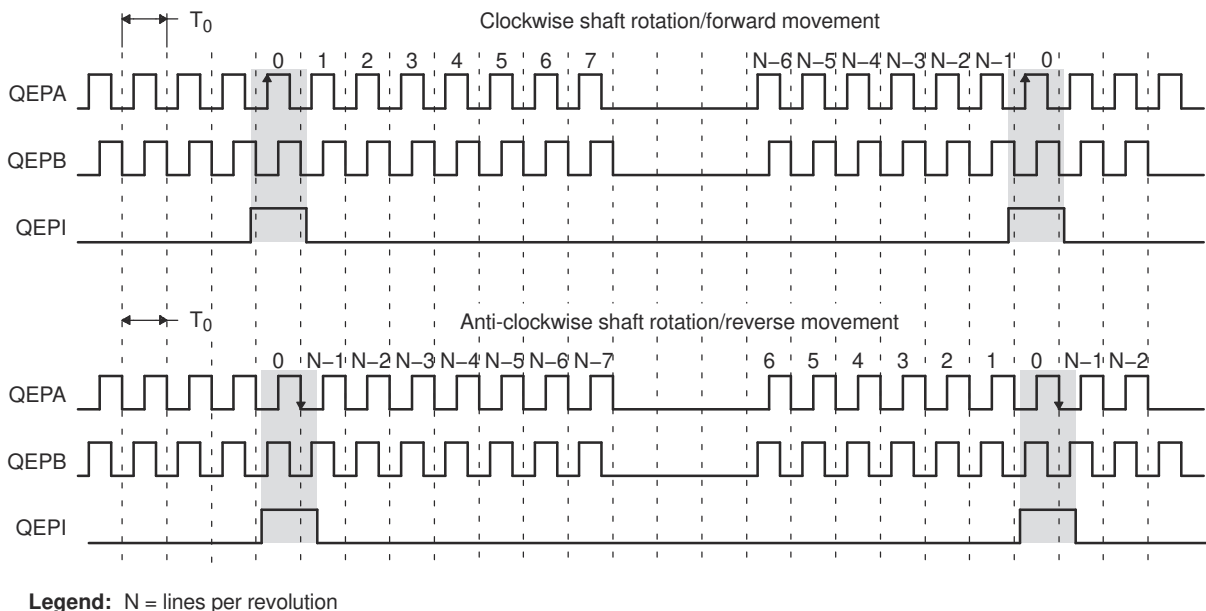 T0 Clockwise shaft rotation/forward movement
0 1 2 3 4 5 6 7 N–6 N–5 N–4 N–3 N–2 N–1 0
QEPA
QEPB
QEPI
T0 Anti-clockwise shaft rotation/reverse movement
0 N–1 N–2 N–3 N–4 N–5 N–6 N–7 6 5 4 3 2 1 0 N–1 N–2
QEPA
QEPB
QEPI
Legend: N = lines per revolution